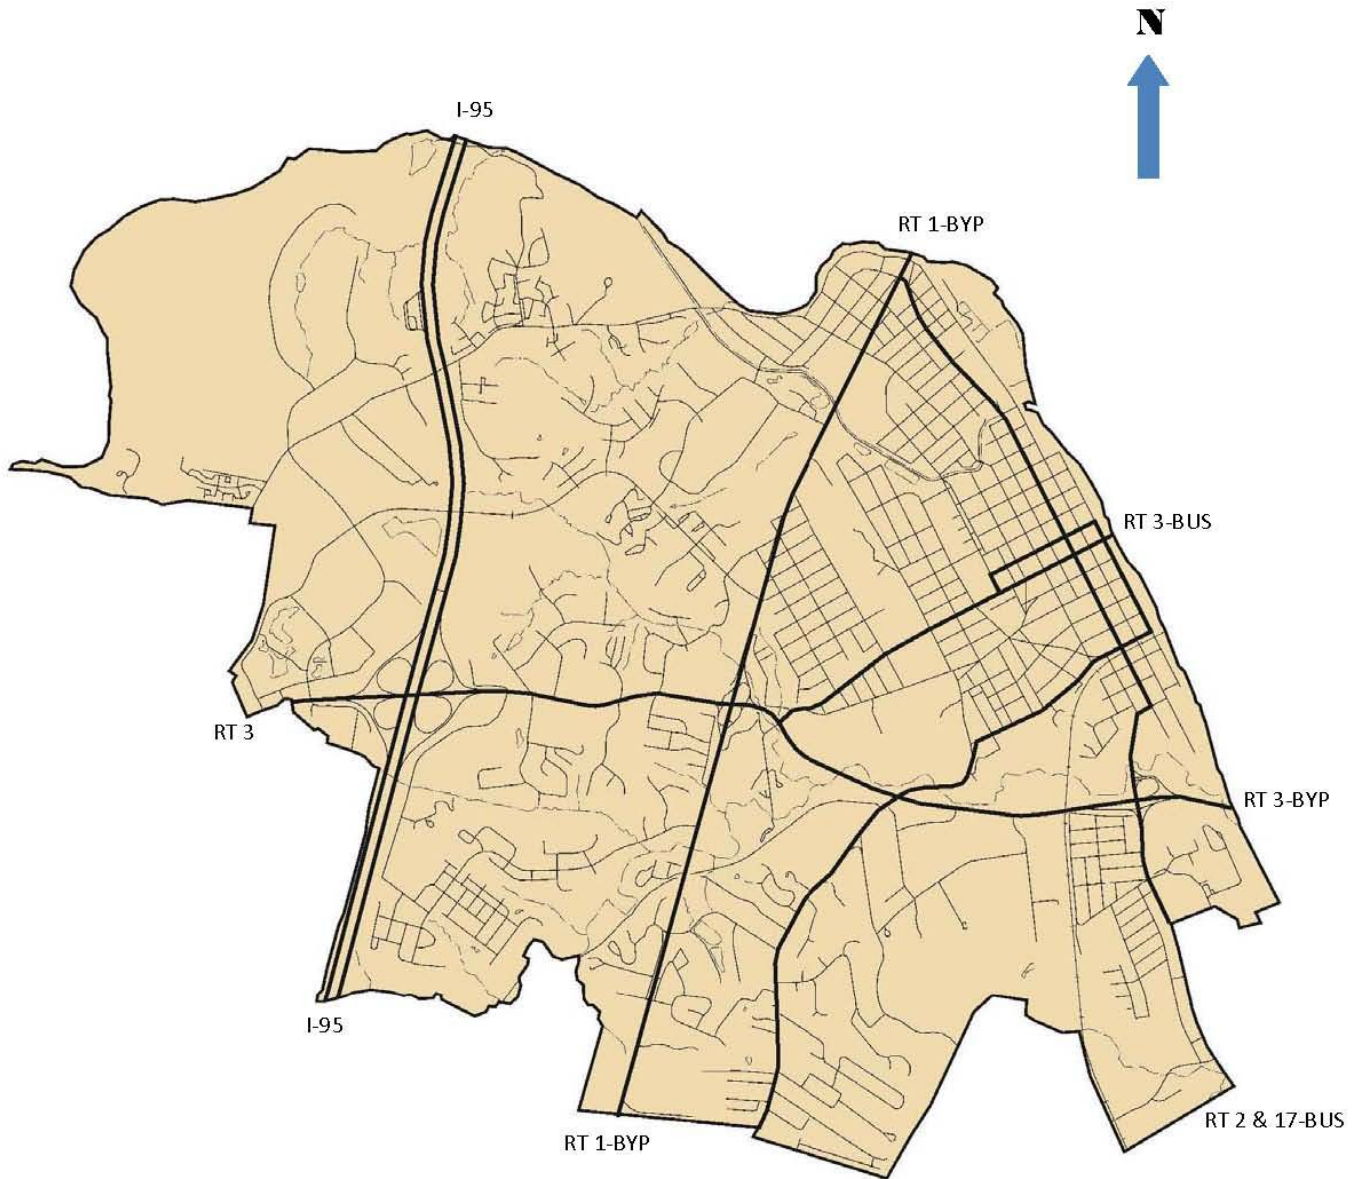 N
I-95
RT 1-BYP
RT 3-BUS
RT 3
RT 3-BYP
I-95
RT 1-BYP
RT 2 & 17-BUS